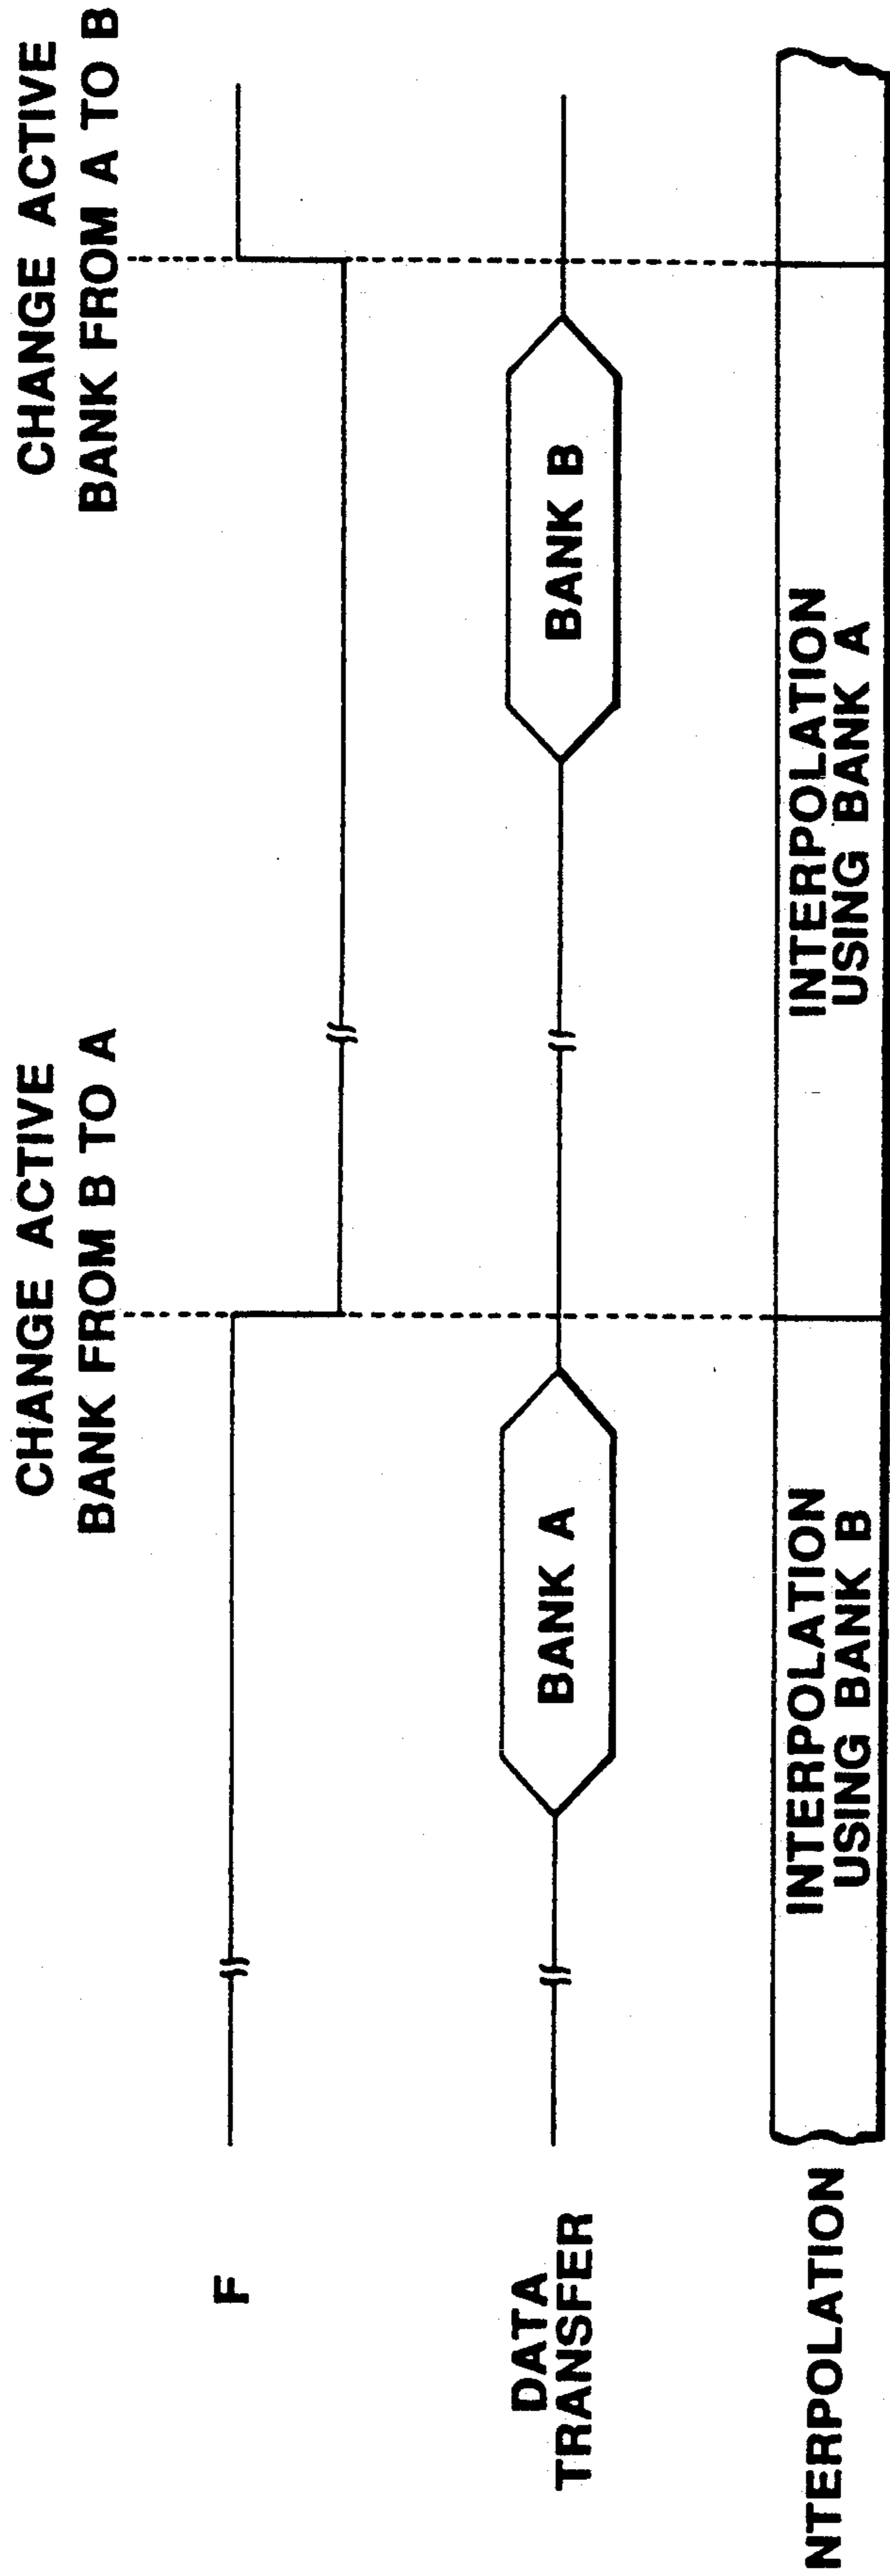 CHANGE ACTIVE
BANK FROM B TO A
CHANGE ACTIVE
BANK FROM A TO B
F
DATA
TRANSFER
BANK A
BANK B
NTERPOLATION
INTERPOLATION
USING BANK B
INTERPOLATION
USING BANK A